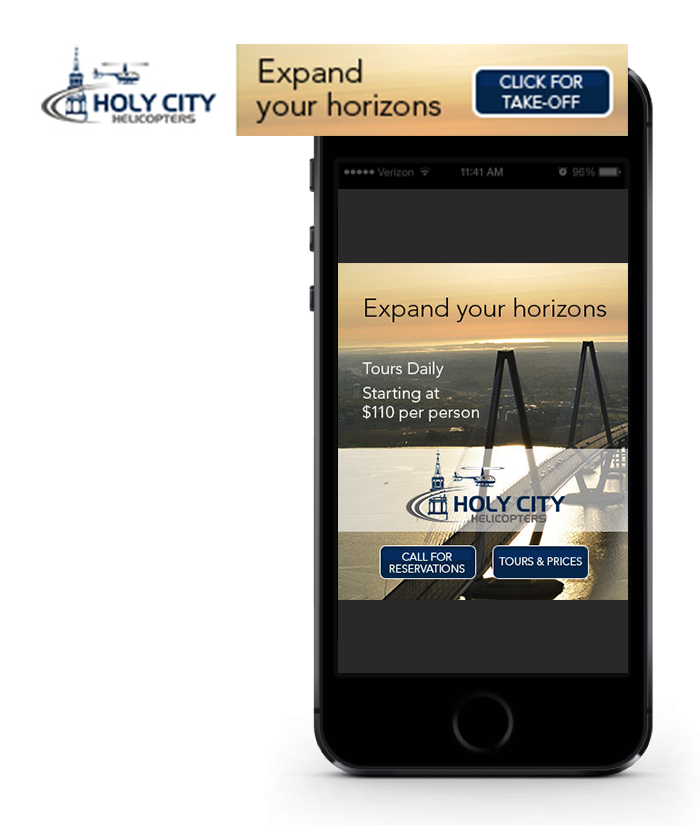 HOLY CITY
HELICOPTERS
Expand
your horizons
CLICK FOR
TAKE-OFF
Verizon 11:41 AM 96%
Expand your horizons
Tours Daily
Starting at
$110 per person
HOLY CITY
HELICOPTERS
CALL FOR
RESERVATIONS
TOURS & PRICES